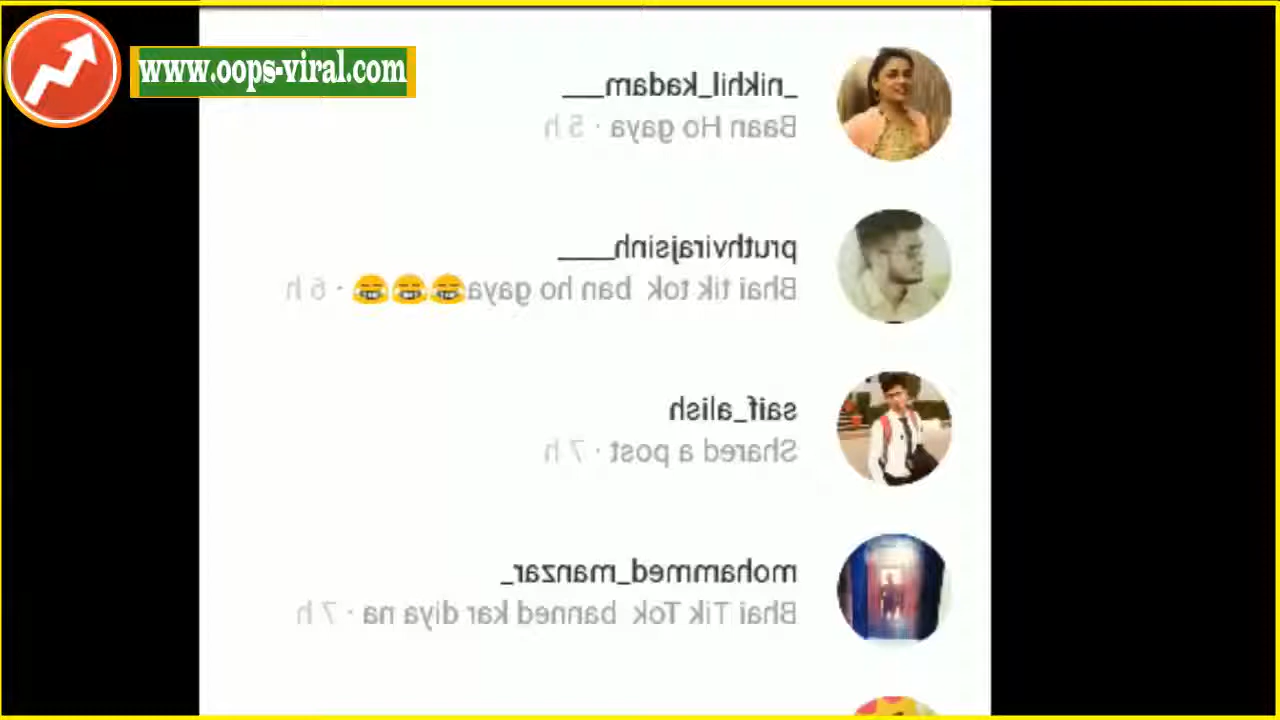 www.oops-viral.com
_nikhil_kadam___
Baan Ho gaya · 5 h
pruthvirajsinh____
Bhai tik tok ban ho gaya😂😂😂 · 6 h
saif_alish
Shared a post · 7 h
mohammed_manzar_
Bhai Tik Tok banned kar diya na · 7 h